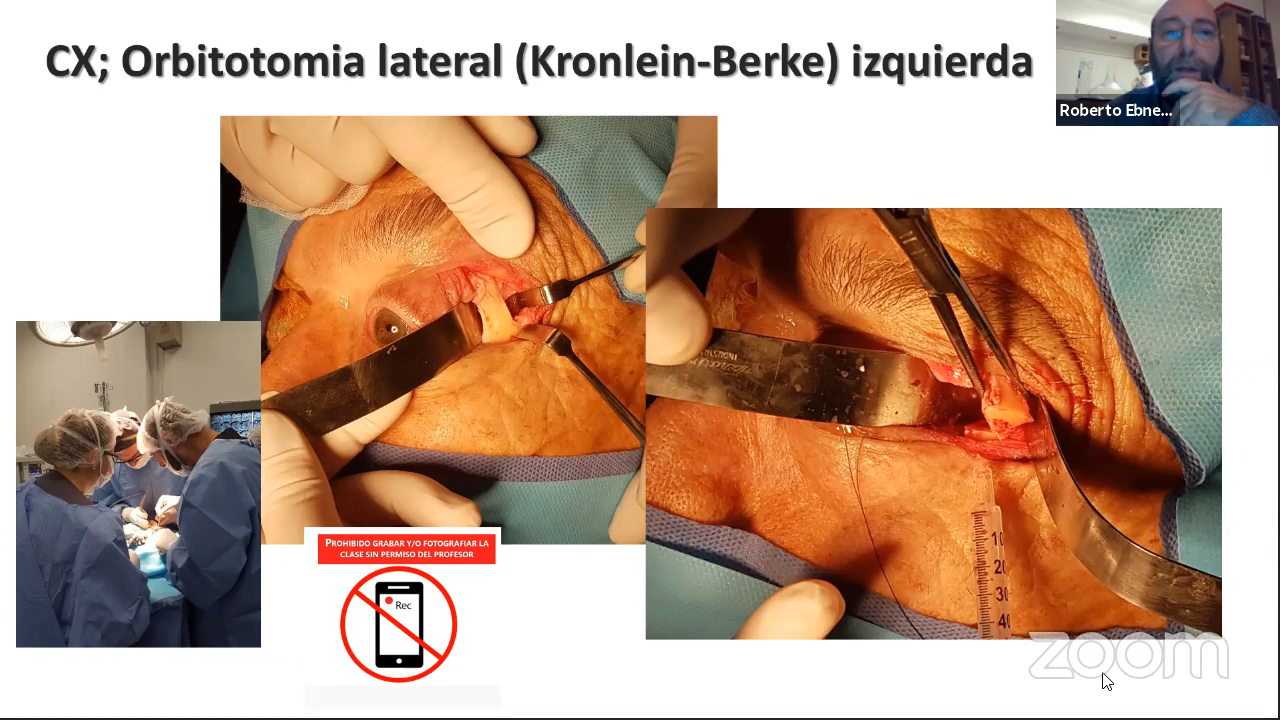 CX; Orbitotomia lateral (Kronlein-Berke) izquierda
Roberto Ebne...
PROHIBIDO GRABAR Y/O FOTOGRAFIAR LA
CLASE SIN PERMISO DEL PROFESOR
Rec
10
20
30
40
zoom